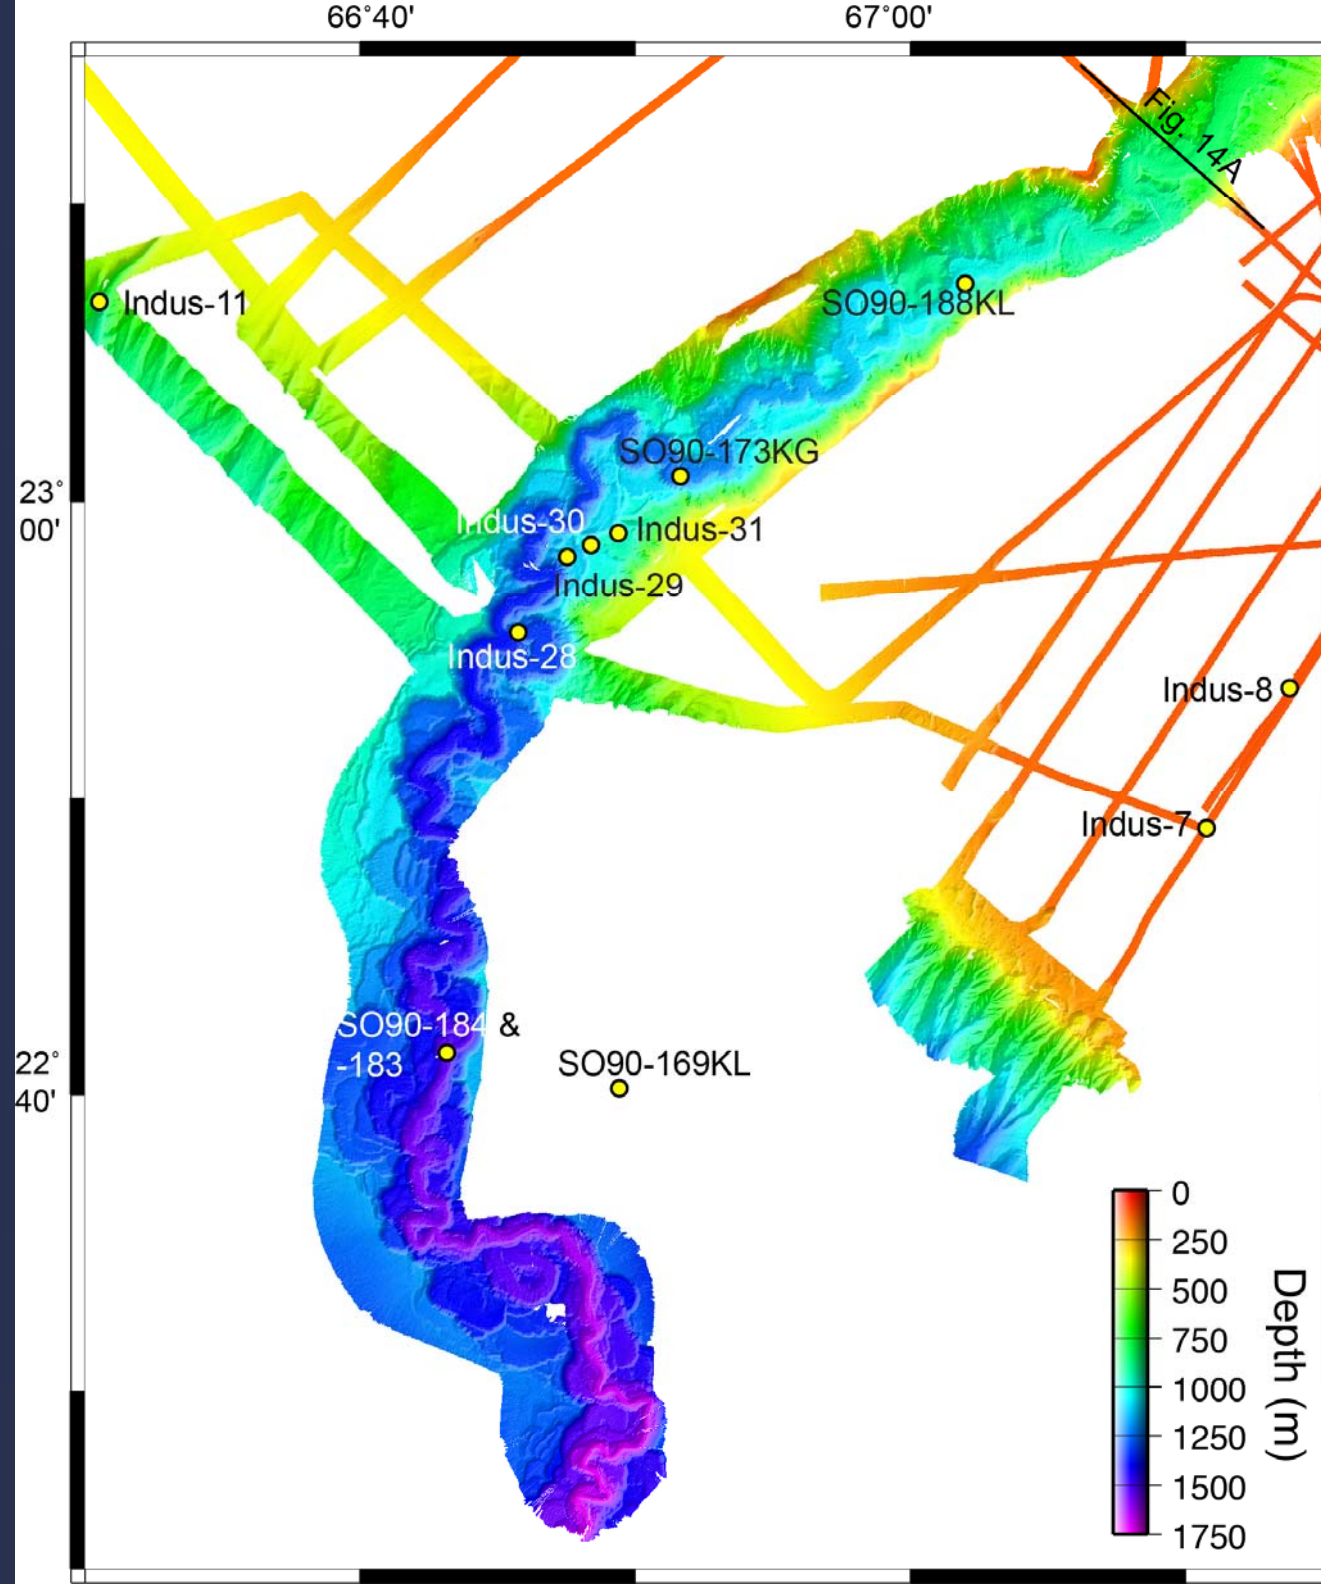 66°40'
67°00'
Fig. 14A
Indus-11
SO90-188KL
SO90-173KG
23°
00'
Indus-30
Indus-31
Indus-29
Indus-28
Indus-8
Indus-7
SO90-184 &
-183
SO90-169KL
22°
40'
0
250
500
750
1000
1250
1500
1750
Depth (m)